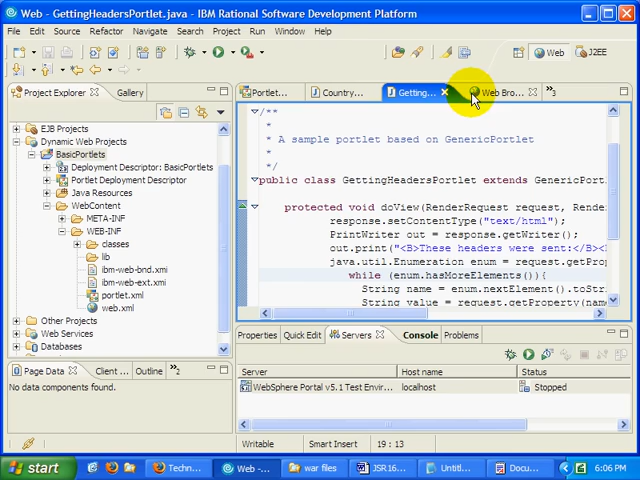 Web - GettingHeadersPortlet.java - IBM Rational Software Development Platform
File Edit Source Refactor Navigate Search Project Run Window Help
Web J2EE
Project Explorer Gallery
Portlet... Country... Getting... Web Bro... »3
EJB Projects
Dynamic Web Projects
BasicPortlets
Deployment Descriptor: BasicPortlets
Portlet Deployment Descriptor
Java Resources
WebContent
META-INF
WEB-INF
classes
lib
ibm-web-bnd.xmi
ibm-web-ext.xmi
portlet.xml
web.xml
Other Projects
Web Services
Databases
/**
*
* A sample portlet based on GenericPortlet
*
*/
public class GettingHeadersPortlet extends GenericPortl
protected void doView(RenderRequest request, Render
response.setContentType("text/html");
PrintWriter out = response.getWriter();
out.print("<B>These headers were sent:</B><
java.util.Enumeration enum = request.getProp
while (enum.hasMoreElements()){
String name = enum.nextElement().toStr
String value = request.getProperty(nam
Page Data Client ... Outline »2
No data components found.
Properties Quick Edit Servers Console Problems
Server Host name Status
WebSphere Portal v5.1 Test Envir... localhost Stopped
Writable Smart Insert 19 : 13
start Techn... Web -... war files JSR16... Untitl... Docu... 6:06 PM